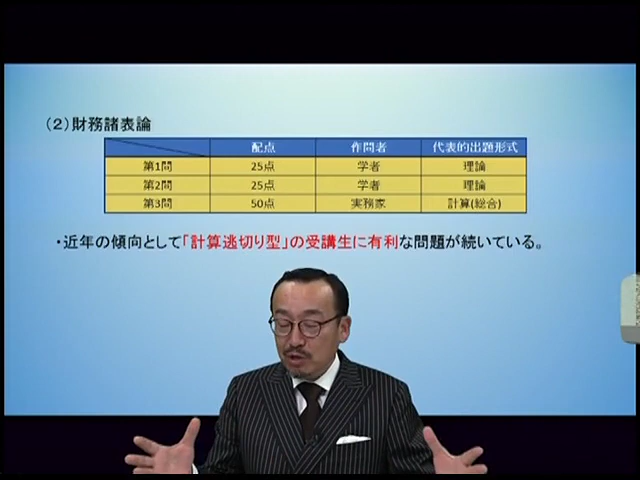 （2）財務諸表論
配点 作問者 代表的出題形式
第1問 25点 学者 理論
第2問 25点 学者 理論
第3問 50点 実務家 計算(総合)
・近年の傾向として「計算逃切り型」の受講生に有利な問題が続いている。